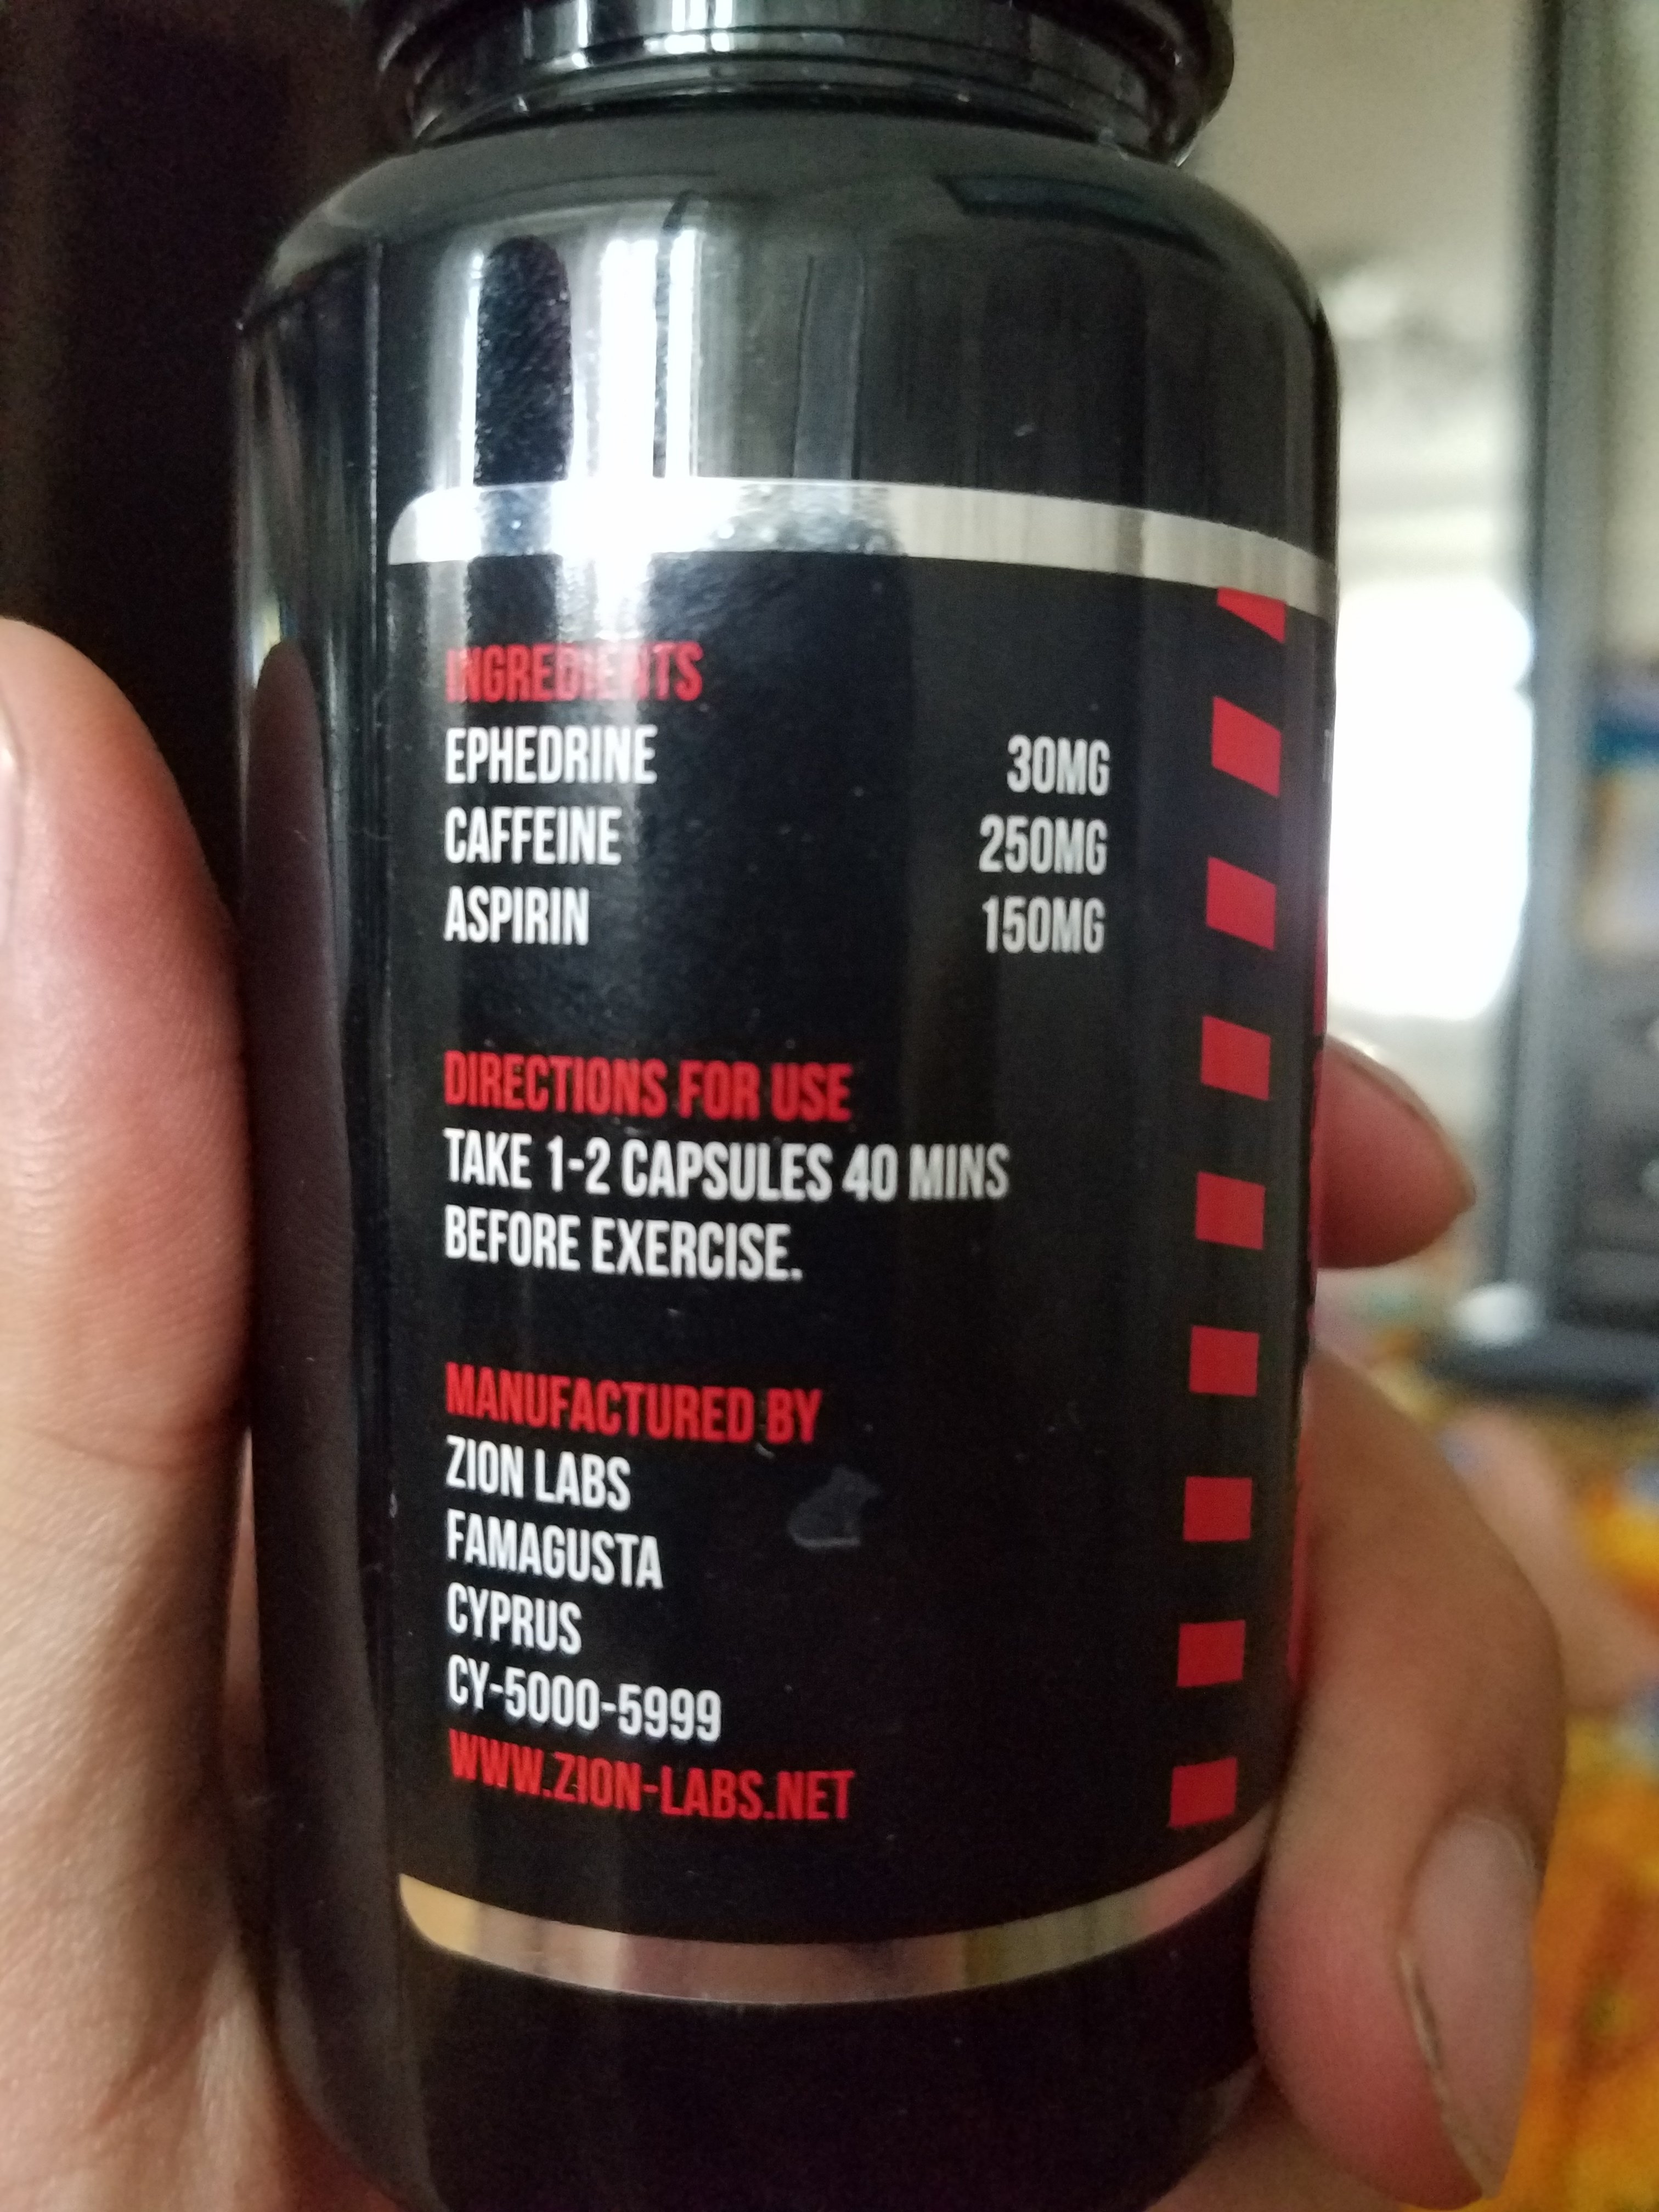 INGREDIENTS
EPHEDRINE 30MG
CAFFEINE 250MG
ASPIRIN 150MG
DIRECTIONS FOR USE
TAKE 1-2 CAPSULES 40 MINS
BEFORE EXERCISE.
MANUFACTURED BY
ZION LABS
FAMAGUSTA
CYPRUS
CY-5000-5999
WWW.ZION-LABS.NET